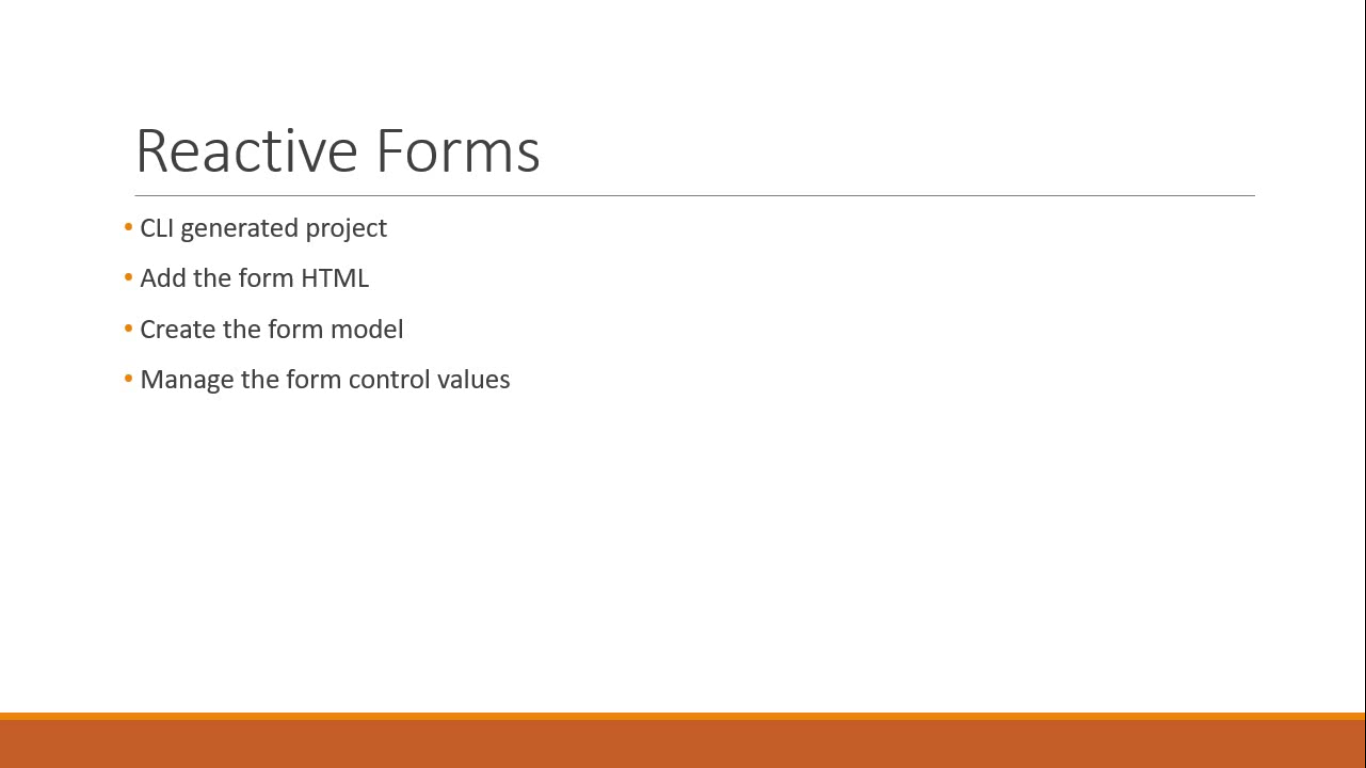 Reactive Forms
• CLI generated project
• Add the form HTML
• Create the form model
• Manage the form control values